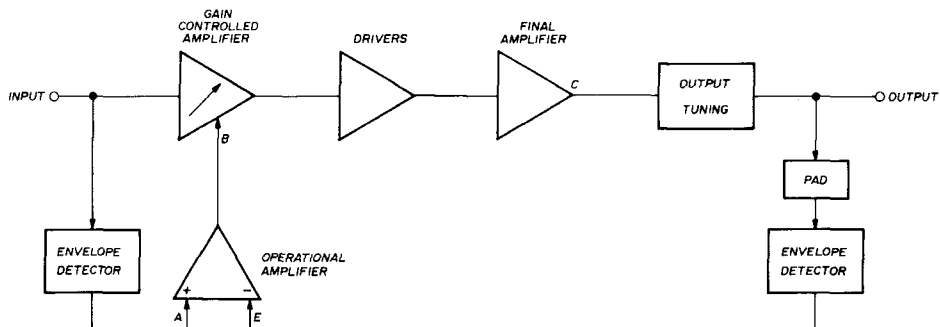 GAIN
CONTROLLED
AMPLIFIER
DRIVERS
FINAL
AMPLIFIER
INPUT
B
C
OUTPUT
TUNING
OUTPUT
PAD
ENVELOPE
DETECTOR
OPERATIONAL
AMPLIFIER
+
-
A
E
ENVELOPE
DETECTOR